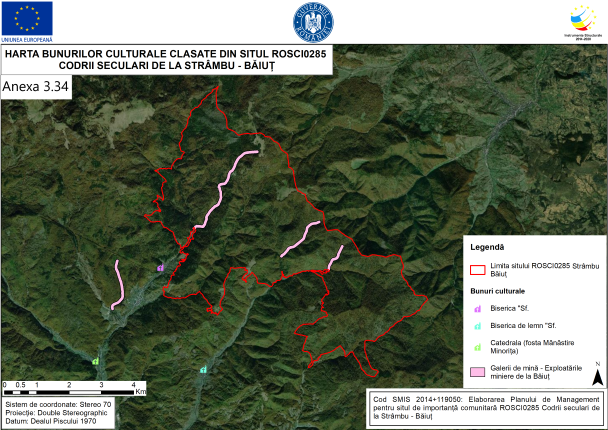 UNIUNEA EUROPEANĂ
GUVERNUL ROMÂNIEI
Instrumente Structurale
2014-2020
HARTA BUNURILOR CULTURALE CLASATE DIN SITUL ROSCI0285
CODRII SECULARI DE LA STRÂMBU - BĂIUȚ
Anexa 3.34
Legendă
Limita sitului ROSCI0285 Strâmbu
Băiuț
Bunuri culturale
Biserica "Sf.
Biserica de lemn "Sf.
Catedrala (fosta Mănăstire
Minorița)
Galerii de mină - Exploatările
miniere de la Băiuț
N
0 0.5 1 2 3 4
Km
Sistem de coordonate: Stereo 70
Proiecție: Double Stereographic
Datum: Dealul Piscului 1970
Cod SMIS 2014+119050: Elaborarea Planului de Management
pentru situl de importanță comunitară ROSCI0285 Codrii seculari de
la Strâmbu - Băiuț